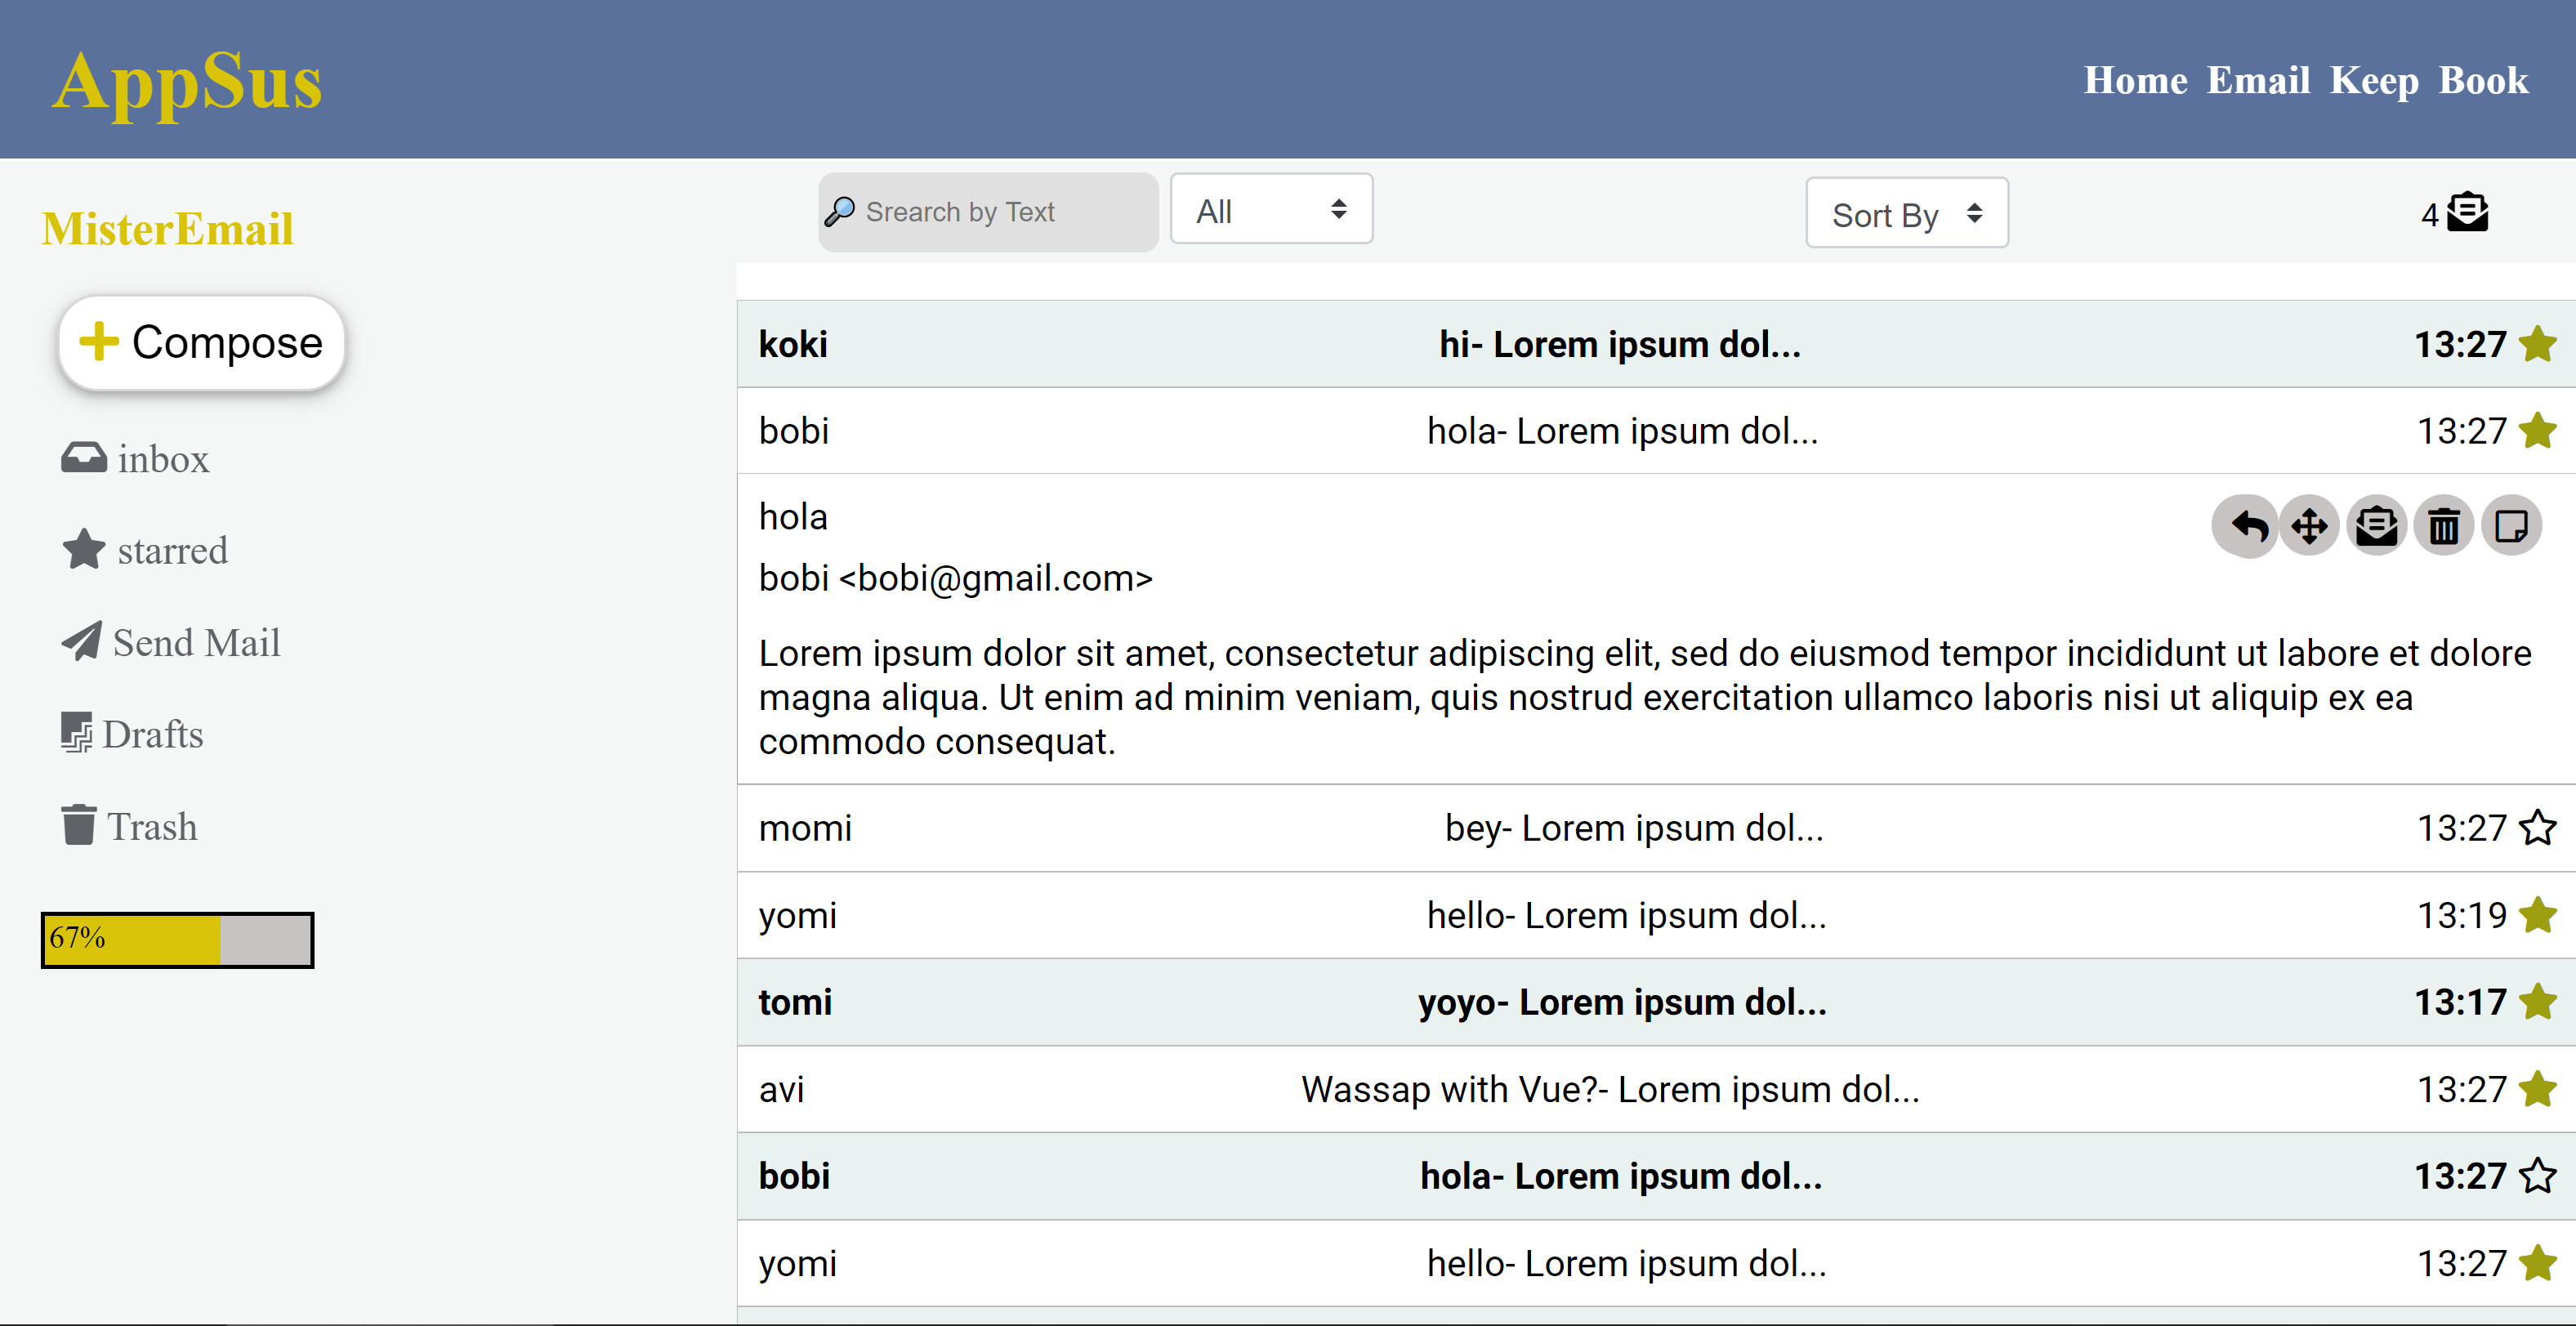 AppSus
Home Email Keep Book
MisterEmail
Srearch by Text
All
Sort By
4
Compose
inbox
starred
Send Mail
Drafts
Trash
67%
koki hi- Lorem ipsum dol... 13:27
bobi hola- Lorem ipsum dol... 13:27
hola
bobi <bobi@gmail.com>
Lorem ipsum dolor sit amet, consectetur adipiscing elit, sed do eiusmod tempor incididunt ut labore et dolore
magna aliqua. Ut enim ad minim veniam, quis nostrud exercitation ullamco laboris nisi ut aliquip ex ea
commodo consequat.
momi bey- Lorem ipsum dol... 13:27
yomi hello- Lorem ipsum dol... 13:19
tomi yoyo- Lorem ipsum dol... 13:17
avi Wassap with Vue?- Lorem ipsum dol... 13:27
bobi hola- Lorem ipsum dol... 13:27
yomi hello- Lorem ipsum dol... 13:27